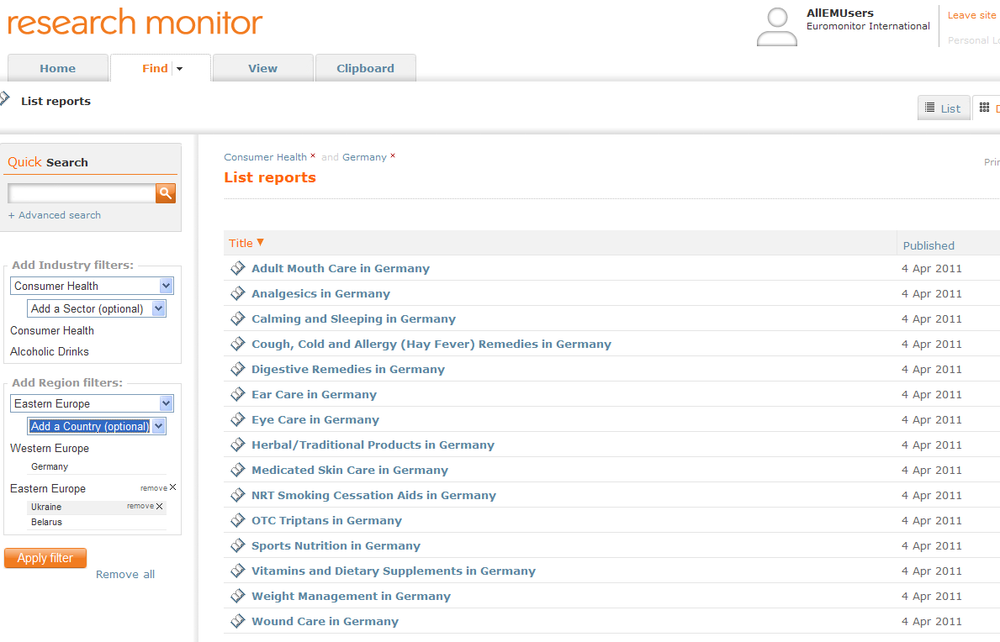 research monitor
AllEMUsers
Euromonitor International
Leave site
Personal Lo
Home
Find
View
Clipboard
List reports
List
Quick Search
+ Advanced search
Add Industry filters:
Consumer Health
Add a Sector (optional)
Consumer Health
Alcoholic Drinks
Add Region filters:
Eastern Europe
Add a Country (optional)
Western Europe
Germany
Eastern Europe remove
Ukraine remove
Belarus
Apply filter
Remove all
Consumer Health x and Germany x
Prin
List reports
Title Published
Adult Mouth Care in Germany 4 Apr 2011
Analgesics in Germany 4 Apr 2011
Calming and Sleeping in Germany 4 Apr 2011
Cough, Cold and Allergy (Hay Fever) Remedies in Germany 4 Apr 2011
Digestive Remedies in Germany 4 Apr 2011
Ear Care in Germany 4 Apr 2011
Eye Care in Germany 4 Apr 2011
Herbal/Traditional Products in Germany 4 Apr 2011
Medicated Skin Care in Germany 4 Apr 2011
NRT Smoking Cessation Aids in Germany 4 Apr 2011
OTC Triptans in Germany 4 Apr 2011
Sports Nutrition in Germany 4 Apr 2011
Vitamins and Dietary Supplements in Germany 4 Apr 2011
Weight Management in Germany 4 Apr 2011
Wound Care in Germany 4 Apr 2011